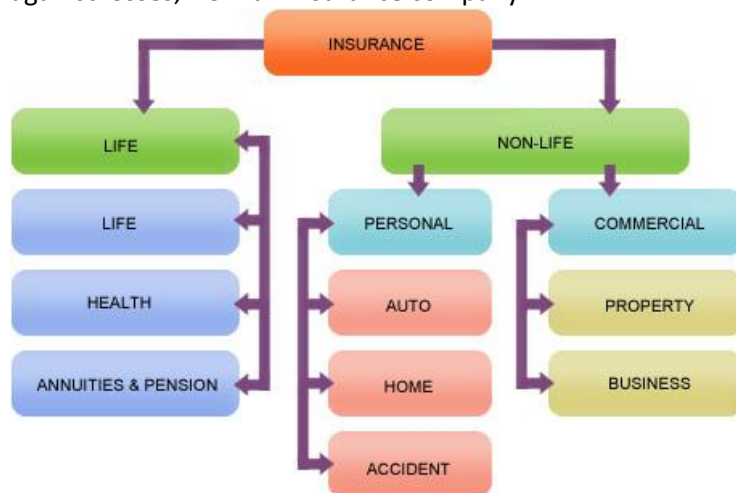 INSURANCE
LIFE
NON-LIFE
LIFE
PERSONAL
COMMERCIAL
HEALTH
AUTO
PROPERTY
ANNUITIES & PENSION
HOME
BUSINESS
ACCIDENT